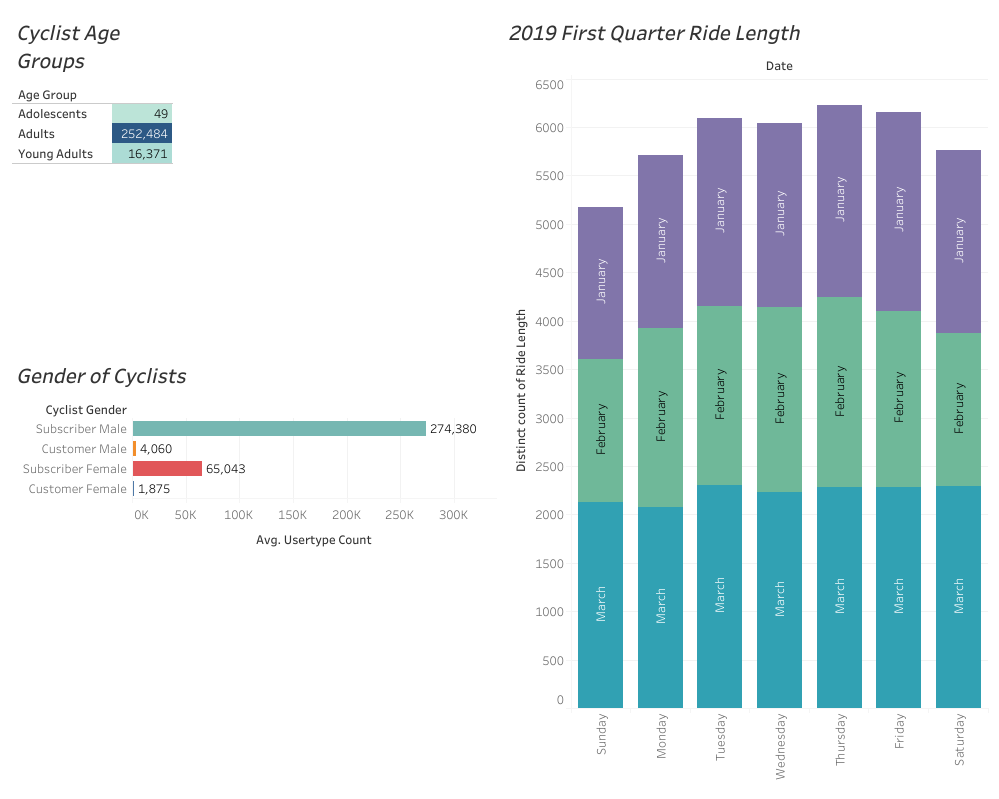 Cyclist Age
Groups
Age Group
Adolescents 49
Adults 252,484
Young Adults 16,371
Gender of Cyclists
Cyclist Gender
Subscriber Male 274,380
Customer Male 4,060
Subscriber Female 65,043
Customer Female 1,875
0K 50K 100K 150K 200K 250K 300K
Avg. Usertype Count
2019 First Quarter Ride Length
Date
Distinct count of Ride Length
6500
6000
5500
5000
4500
4000
3500
3000
2500
2000
1500
1000
500
0
January January January January January January January
February February February February February February February
March March March March March March March
Sunday Monday Tuesday Wednesday Thursday Friday Saturday